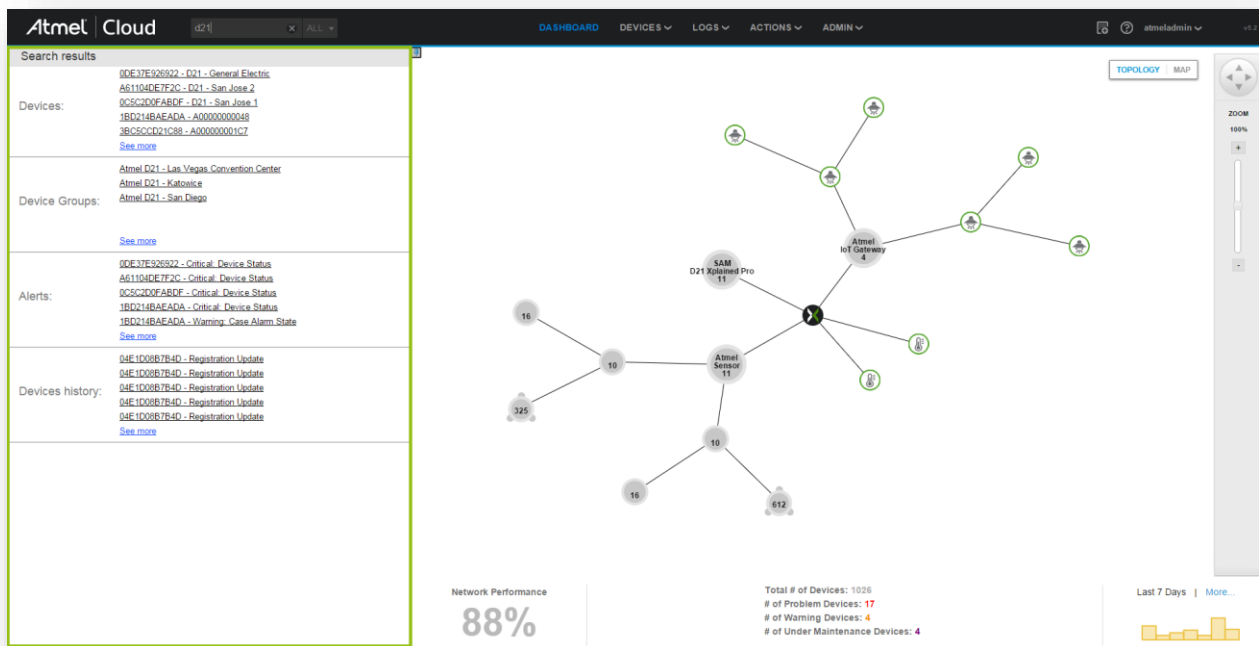 Atmel | Cloud
d21
ALL
DASHBOARD
DEVICES
LOGS
ACTIONS
ADMIN
atmeladmin
v5.2
Search results
Devices:
0DE37E926922 - D21 - General Electric
A61104DE7F2C - D21 - San Jose 2
0C5C2D0FABDF - D21 - San Jose 1
1BD214BAEADA - A00000000048
3BC5CCD21C88 - A000000001C7
See more
Device Groups:
Atmel D21 - Las Vegas Convention Center
Atmel D21 - Katowice
Atmel D21 - San Diego
See more
Alerts:
0DE37E926922 - Critical: Device Status
A61104DE7F2C - Critical: Device Status
0C5C2D0FABDF - Critical: Device Status
1BD214BAEADA - Critical: Device Status
1BD214BAEADA - Warning: Case Alarm State
See more
Devices history:
04E1D08B7B4D - Registration Update
04E1D08B7B4D - Registration Update
04E1D08B7B4D - Registration Update
04E1D08B7B4D - Registration Update
04E1D08B7B4D - Registration Update
See more
TOPOLOGY | MAP
ZOOM
100%
+
-
Atmel
IoT Gateway
4
SAM
D21 Xplained Pro
11
16
10
Atmel
Sensor
11
325
10
16
612
Network Performance
88%
Total # of Devices: 1026
# of Problem Devices: 17
# of Warning Devices: 4
# of Under Maintenance Devices: 4
Last 7 Days | More...